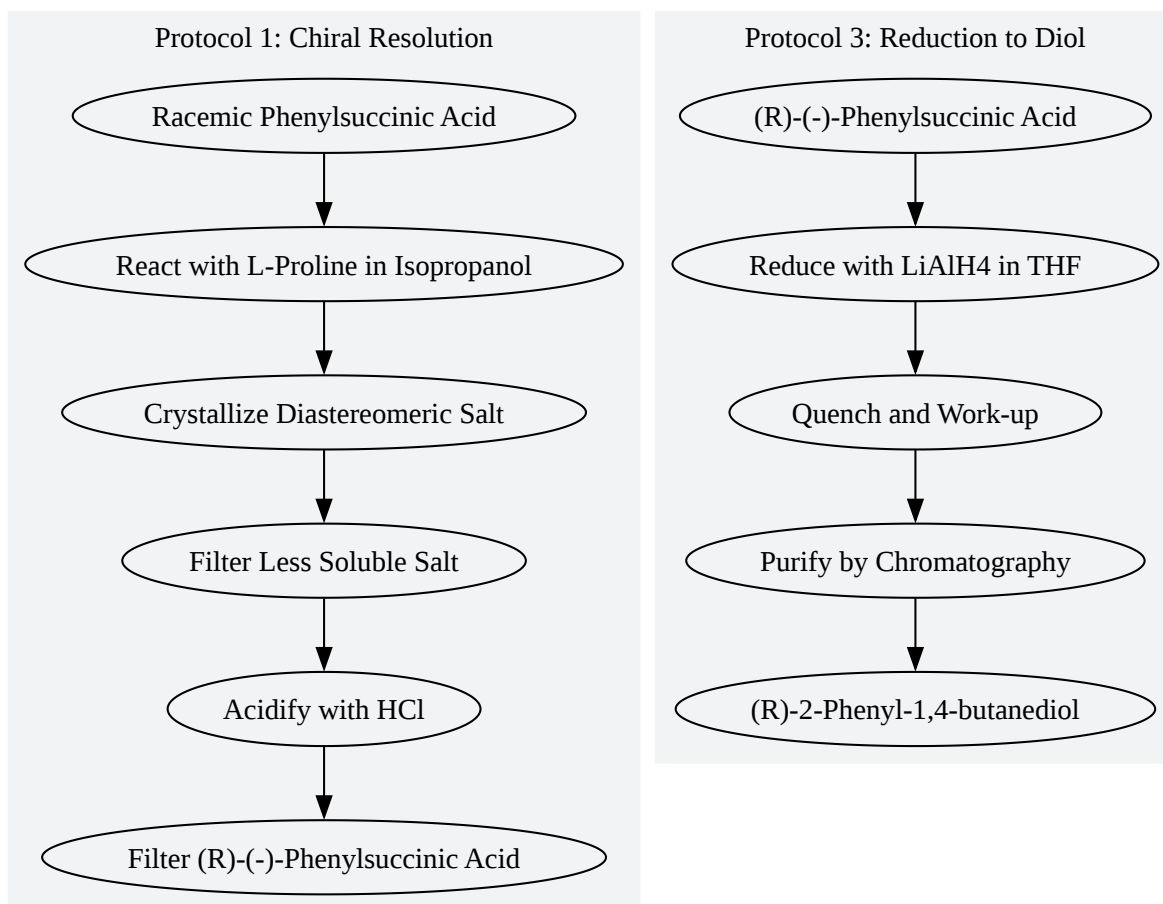 Protocol 1: Chiral Resolution
Racemic Phenylsuccinic Acid
React with L-Proline in Isopropanol
Crystallize Diastereomeric Salt
Filter Less Soluble Salt
Acidify with HCl
Filter (R)-(-)-Phenylsuccinic Acid
Protocol 3: Reduction to Diol
(R)-(-)-Phenylsuccinic Acid
Reduce with LiAlH4 in THF
Quench and Work-up
Purify by Chromatography
(R)-2-Phenyl-1,4-butanediol